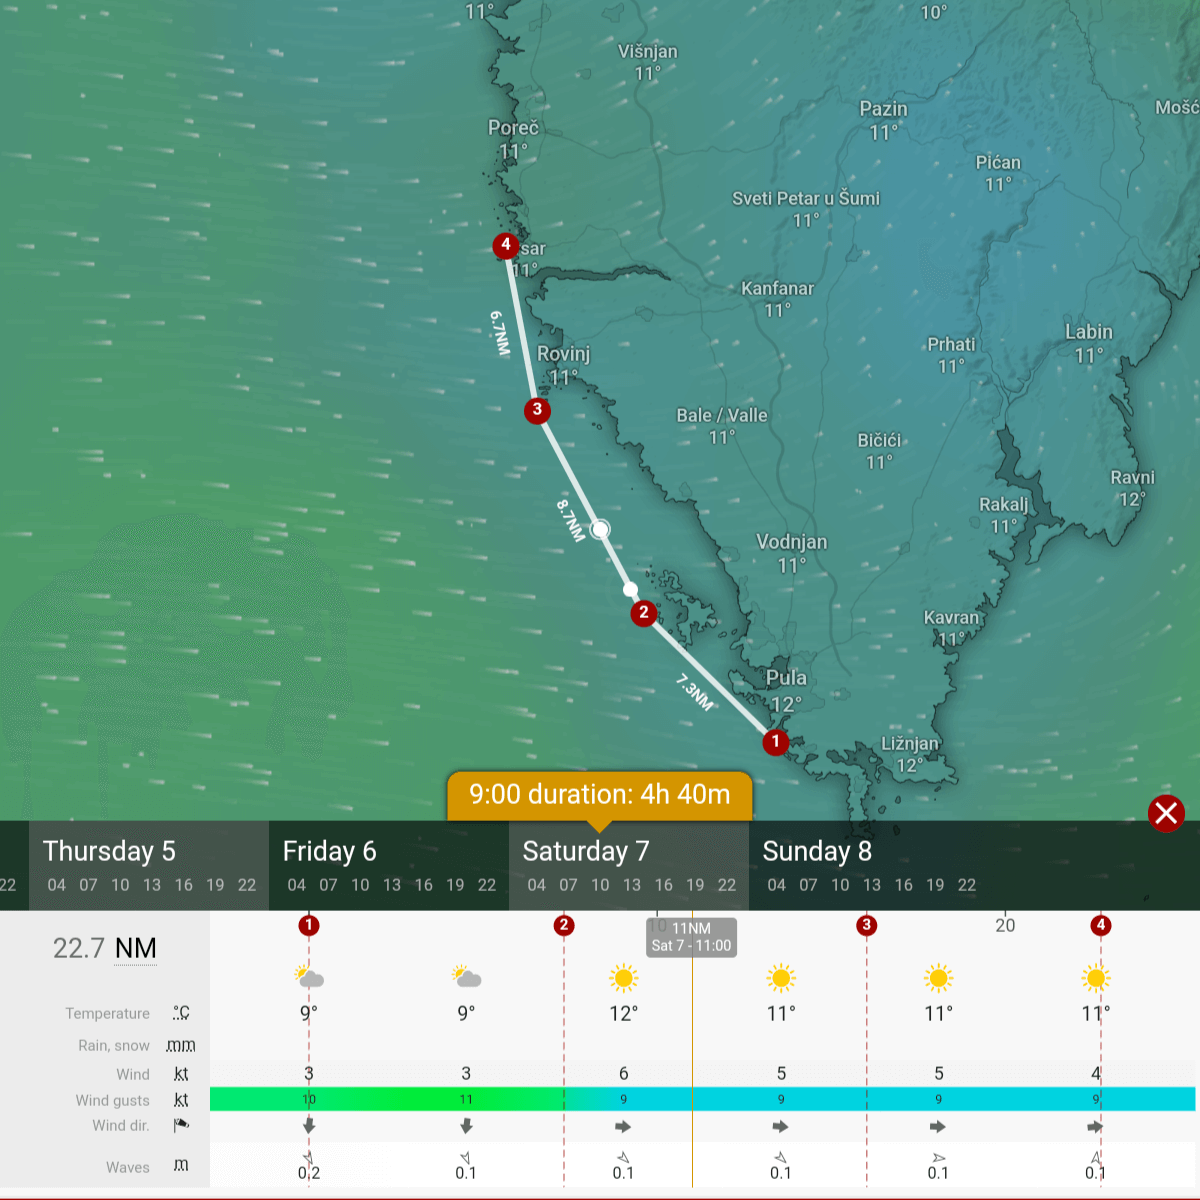 11°
10°
Višnjan
11°
Pazin
11°
Mošć
Poreč
11°
Pićan
11°
Sveti Petar u Šumi
11°
4
sar
11°
Kanfanar
11°
6.7NM
Rovinj
11°
Prhati
11°
Labin
11°
3
Bale / Valle
11°
Bičići
11°
Ravni
12°
8.7NM
Rakalj
11°
Vodnjan
11°
2
Kavran
11°
7.3NM
Pula
12°
1
Ližnjan
12°
9:00 duration: 4h 40m
Thursday 5 Friday 6 Saturday 7 Sunday 8
22 04 07 10 13 16 19 22 04 07 10 13 16 19 22 04 07 10 13 16 19 22 04 07 10 13 16 19 22
1 2 10 3 20 4
11NM
Sat 7 - 11:00
22.7 NM
Temperature °C 9° 9° 12° 11° 11° 11°
Rain, snow mm
Wind kt 3 3 6 5 5 4
Wind gusts kt 10 11 9 9 9 9
Wind dir.
Waves m 0.2 0.1 0.1 0.1 0.1 0.1